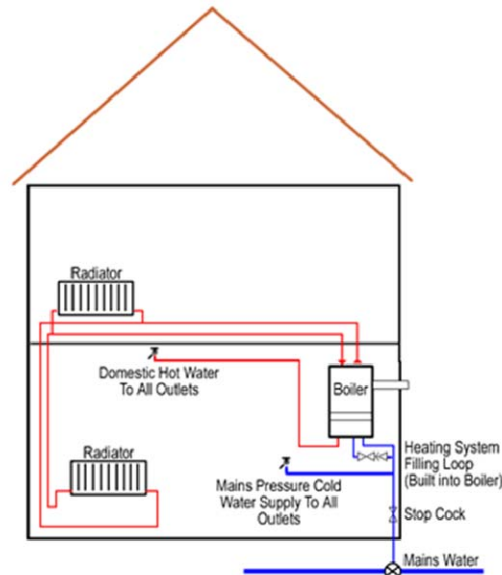 Radiator
Domestic Hot Water
To All Outlets
Boiler
Radiator
Heating System
Filling Loop
(Built into Boiler)
Mains Pressure Cold
Water Supply To All
Outlets
Stop Cock
Mains Water